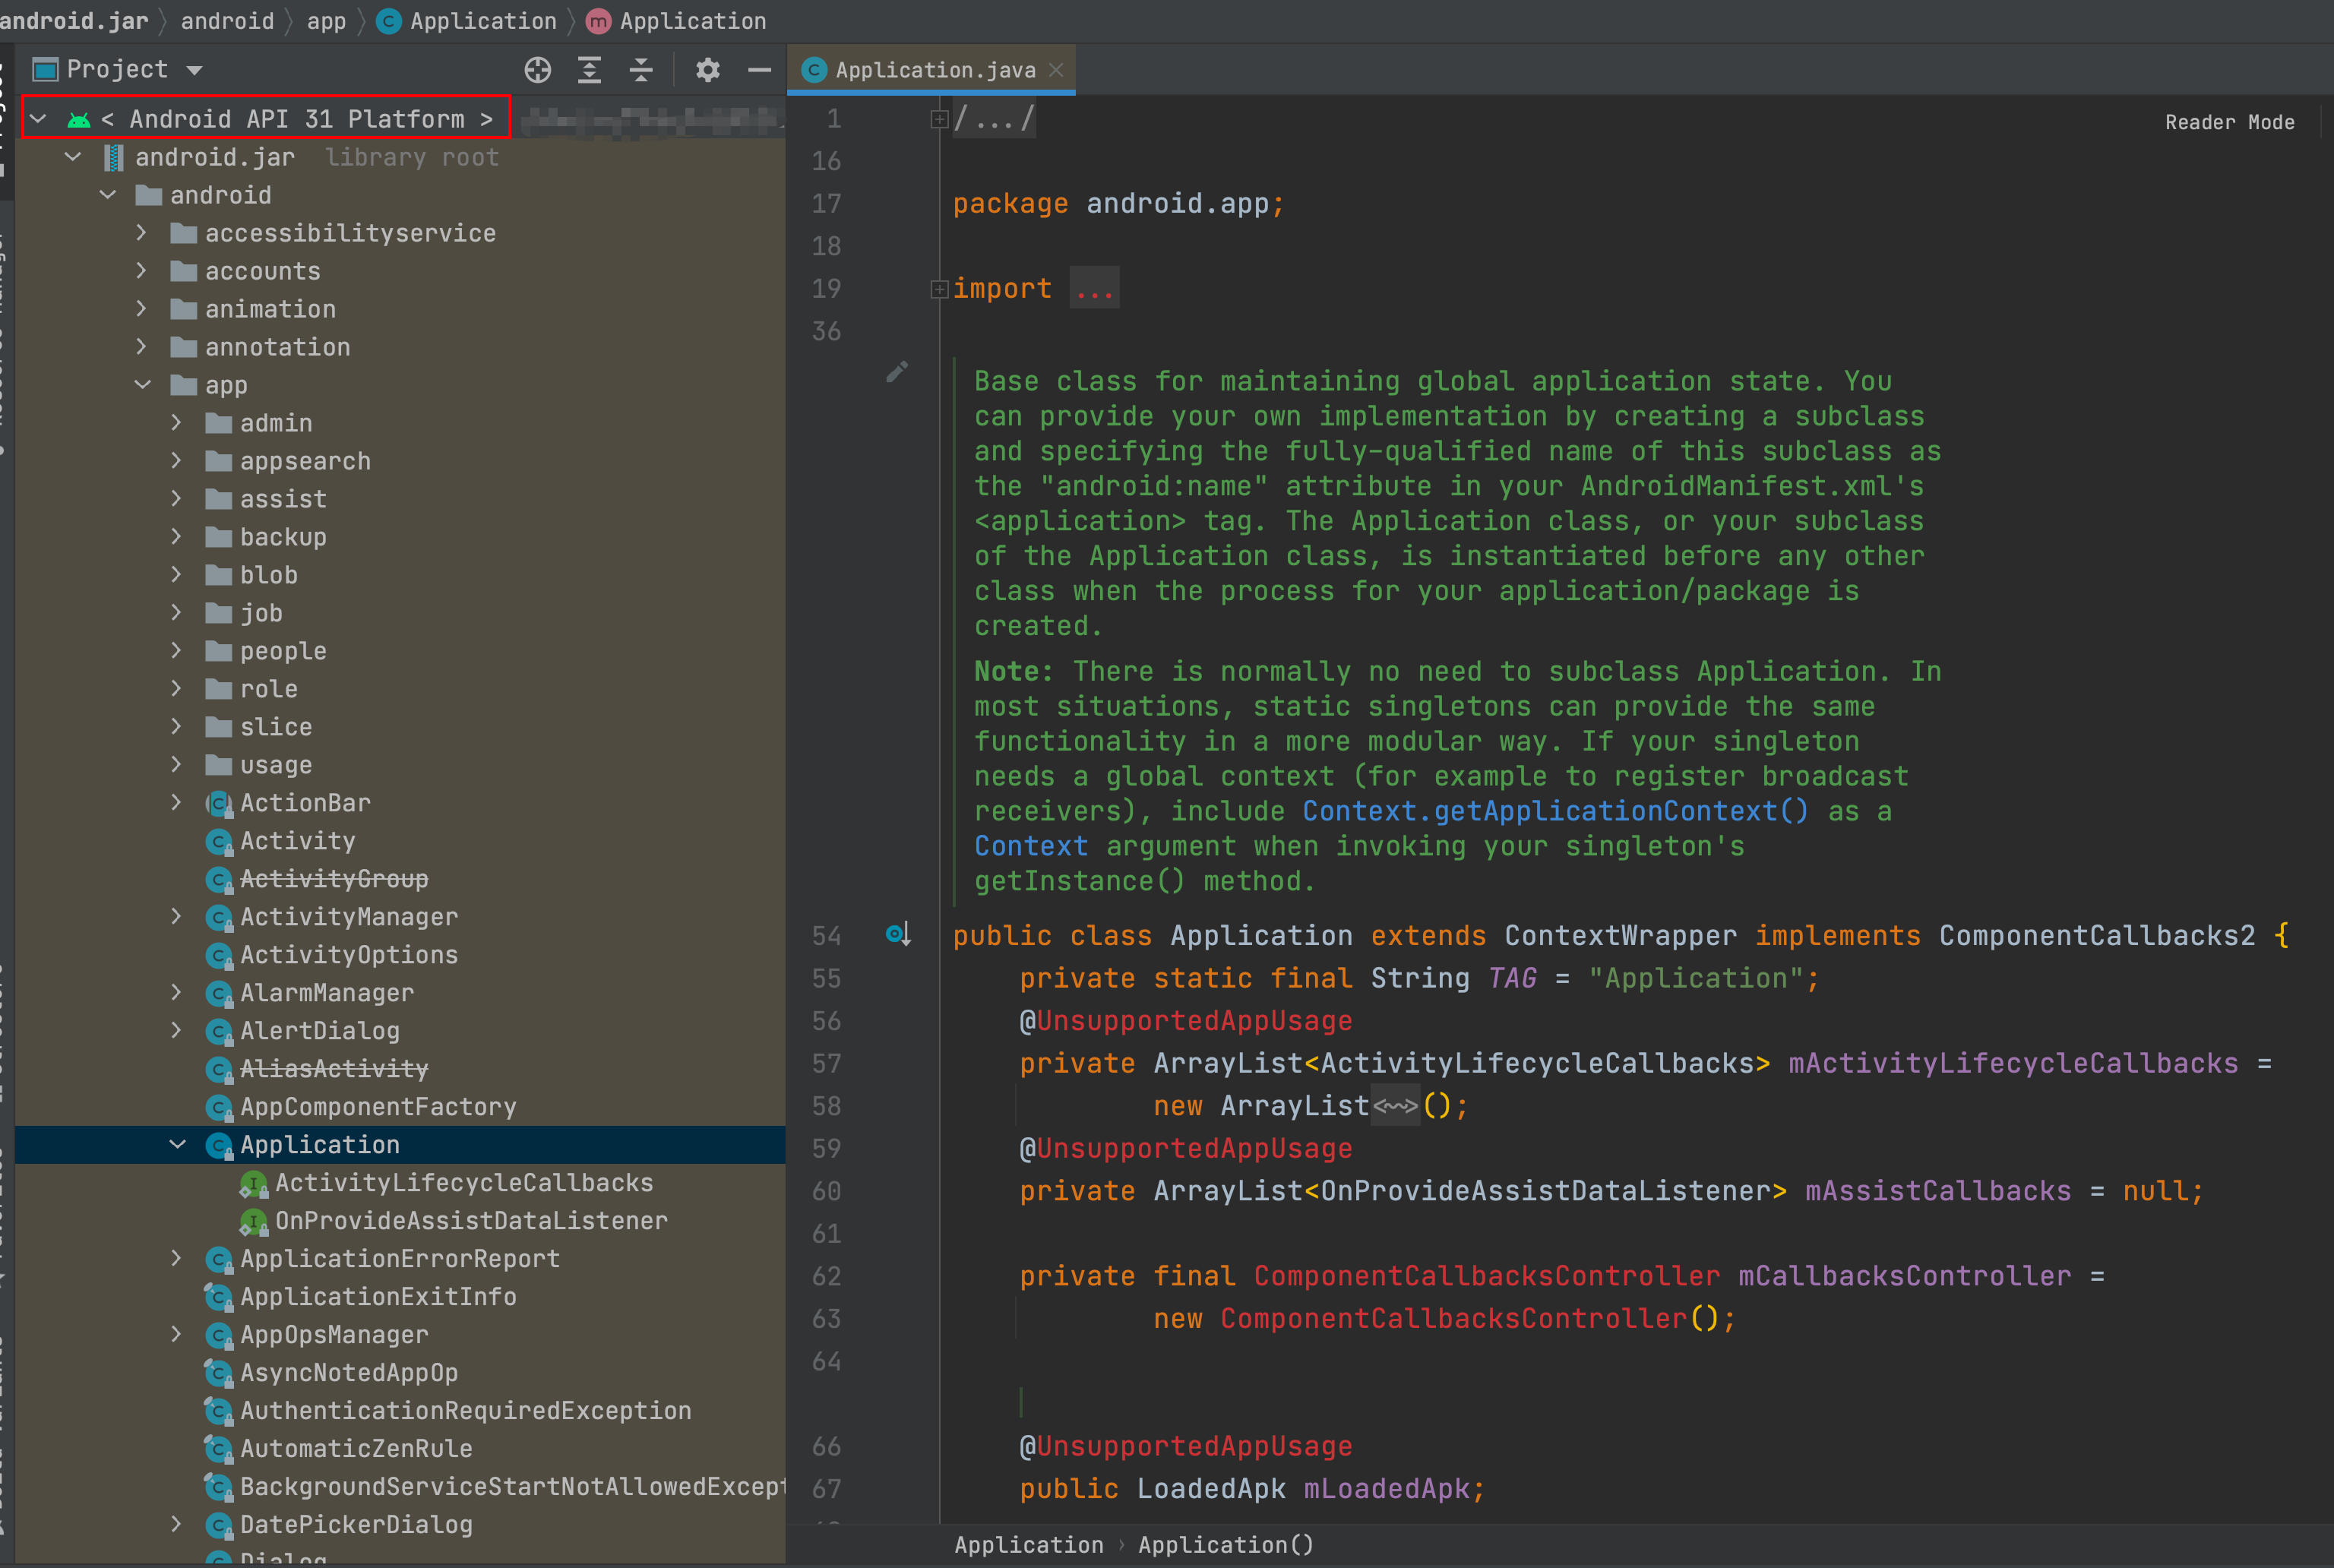 android.jar android app Application Application
Project
< Android API 31 Platform >
android.jar library root
android
accessibilityservice
accounts
animation
annotation
app
admin
appsearch
assist
backup
blob
job
people
role
slice
usage
ActionBar
Activity
ActivityGroup
ActivityManager
ActivityOptions
AlarmManager
AlertDialog
AliasActivity
AppComponentFactory
Application
ActivityLifecycleCallbacks
OnProvideAssistDataListener
ApplicationErrorReport
ApplicationExitInfo
AppOpsManager
AsyncNotedAppOp
AuthenticationRequiredException
AutomaticZenRule
BackgroundServiceStartNotAllowedExcept
DatePickerDialog
Dialog
Application.java
Reader Mode
1 /.../
16
17 package android.app;
18
19 import ...
36
Base class for maintaining global application state. You
can provide your own implementation by creating a subclass
and specifying the fully-qualified name of this subclass as
the "android:name" attribute in your AndroidManifest.xml's
<application> tag. The Application class, or your subclass
of the Application class, is instantiated before any other
class when the process for your application/package is
created.
Note: There is normally no need to subclass Application. In
most situations, static singletons can provide the same
functionality in a more modular way. If your singleton
needs a global context (for example to register broadcast
receivers), include Context.getApplicationContext() as a
Context argument when invoking your singleton's
getInstance() method.
54 public class Application extends ContextWrapper implements ComponentCallbacks2 {
55 private static final String TAG = "Application";
56 @UnsupportedAppUsage
57 private ArrayList<ActivityLifecycleCallbacks> mActivityLifecycleCallbacks =
58 new ArrayList<~>();
59 @UnsupportedAppUsage
60 private ArrayList<OnProvideAssistDataListener> mAssistCallbacks = null;
61
62 private final ComponentCallbacksController mCallbacksController =
63 new ComponentCallbacksController();
64
66 @UnsupportedAppUsage
67 public LoadedApk mLoadedApk;
Application › Application()